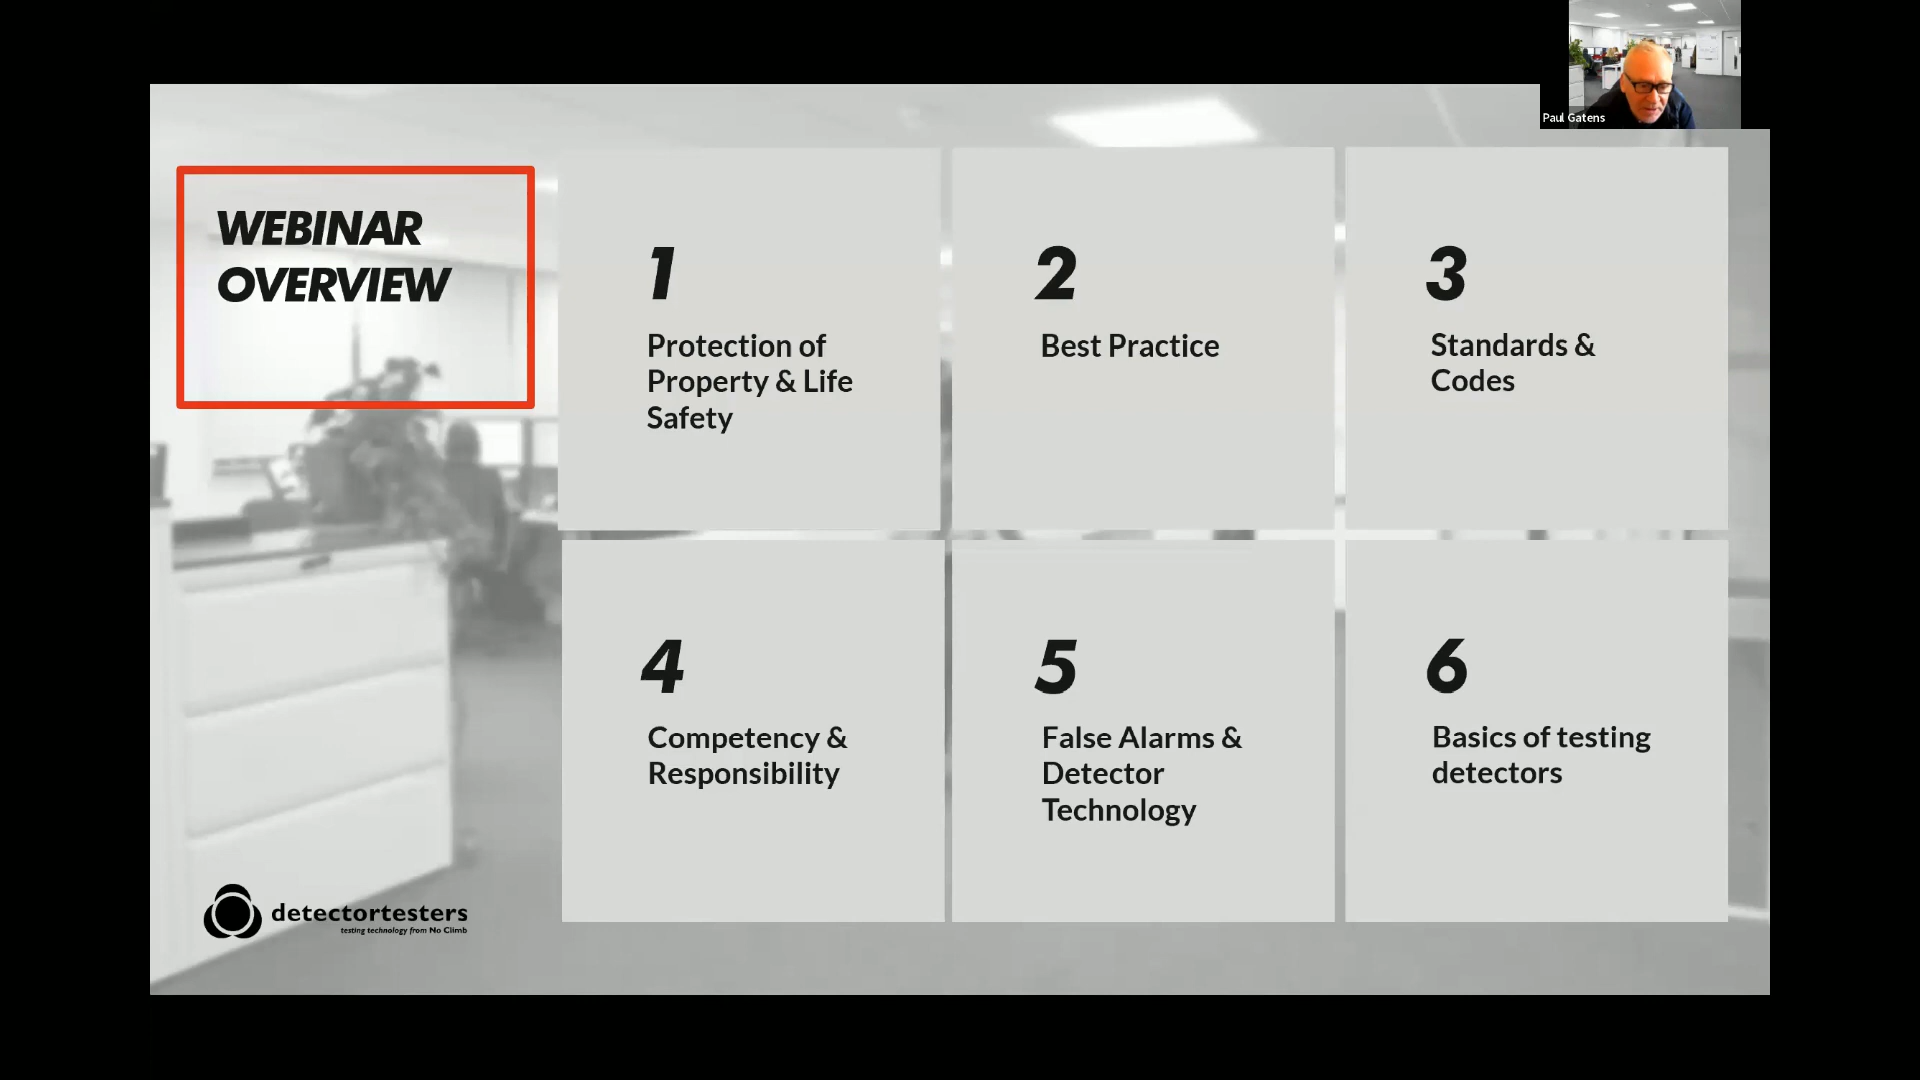 Paul Gatens
WEBINAR
OVERVIEW
1
Protection of
Property & Life
Safety
2
Best Practice
3
Standards &
Codes
4
Competency &
Responsibility
5
False Alarms &
Detector
Technology
6
Basics of testing
detectors
detectortesters
testing technology from No Climb